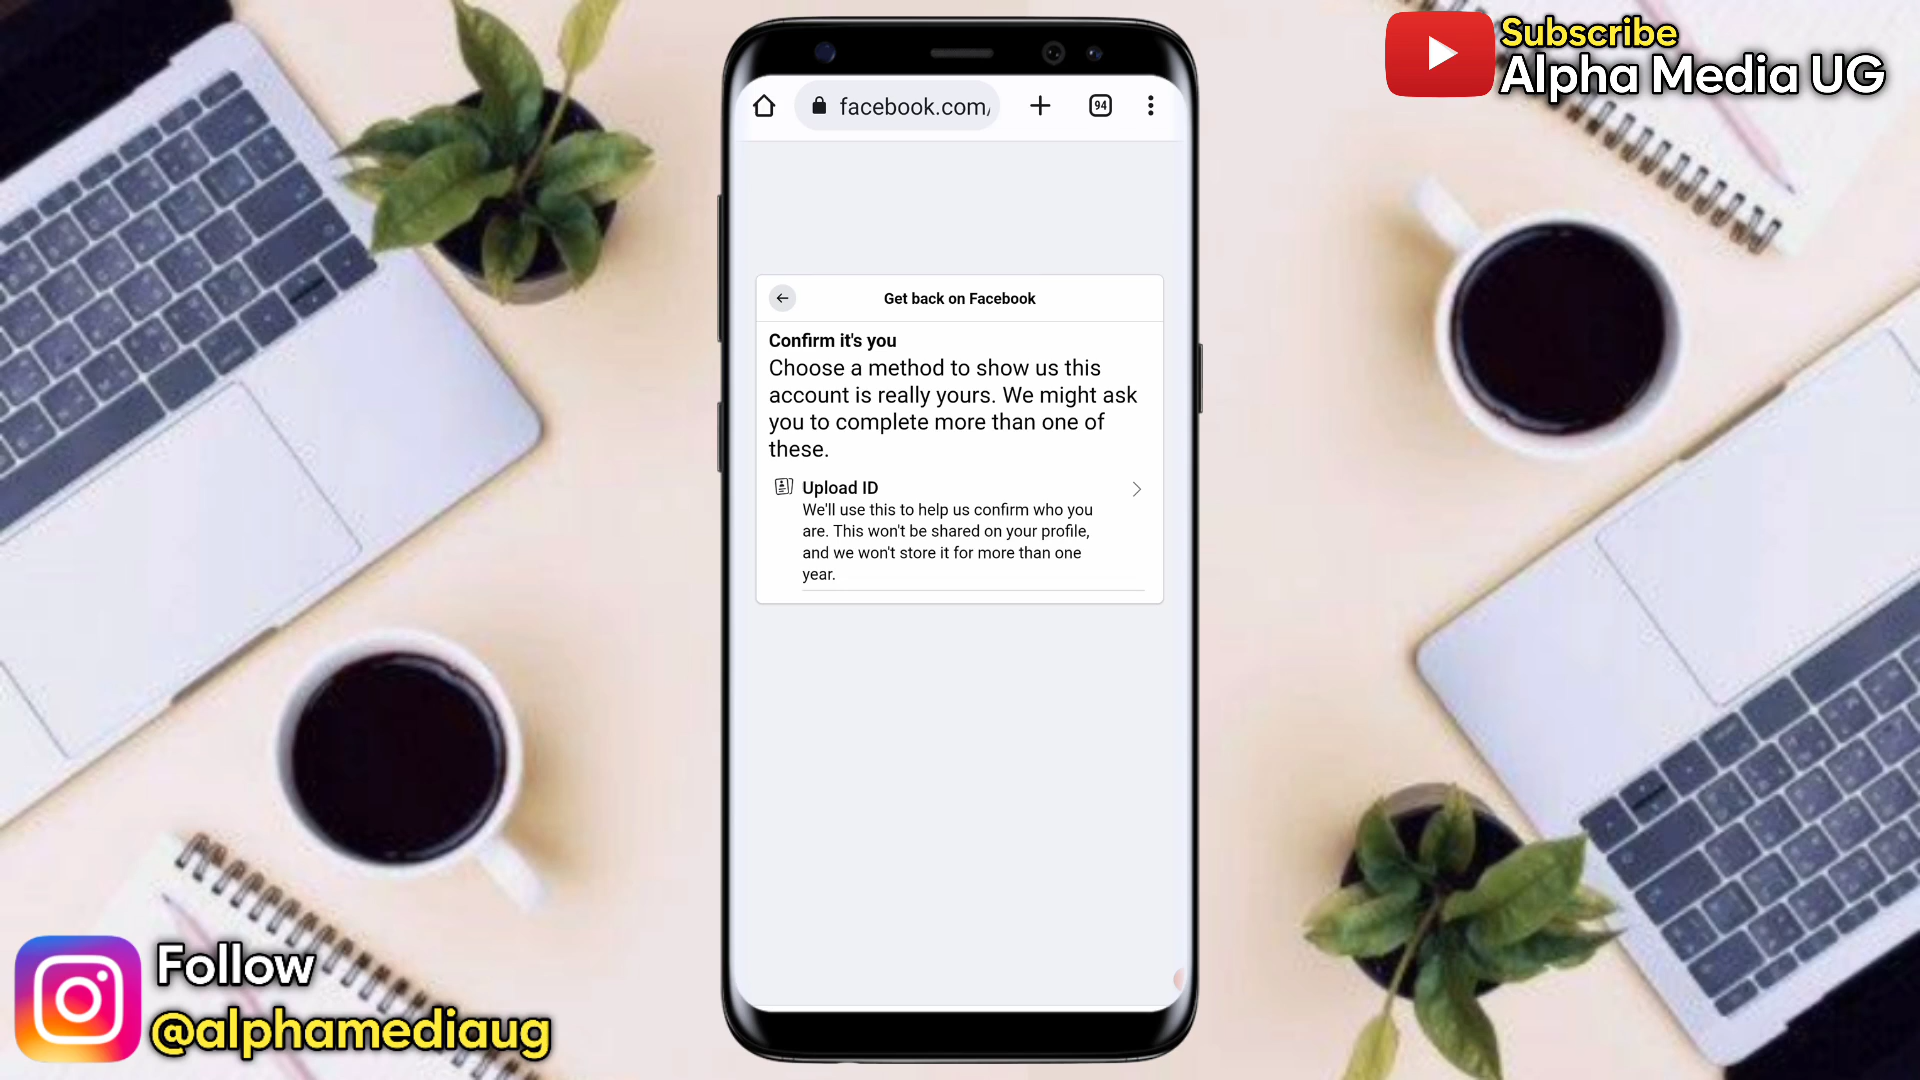 Subscribe
Alpha Media UG
facebook.com/
94
Get back on Facebook
Confirm it's you
Choose a method to show us this
account is really yours. We might ask
you to complete more than one of
these.
Upload ID
We'll use this to help us confirm who you
are. This won't be shared on your profile,
and we won't store it for more than one
year.
Follow
@alphamediaug